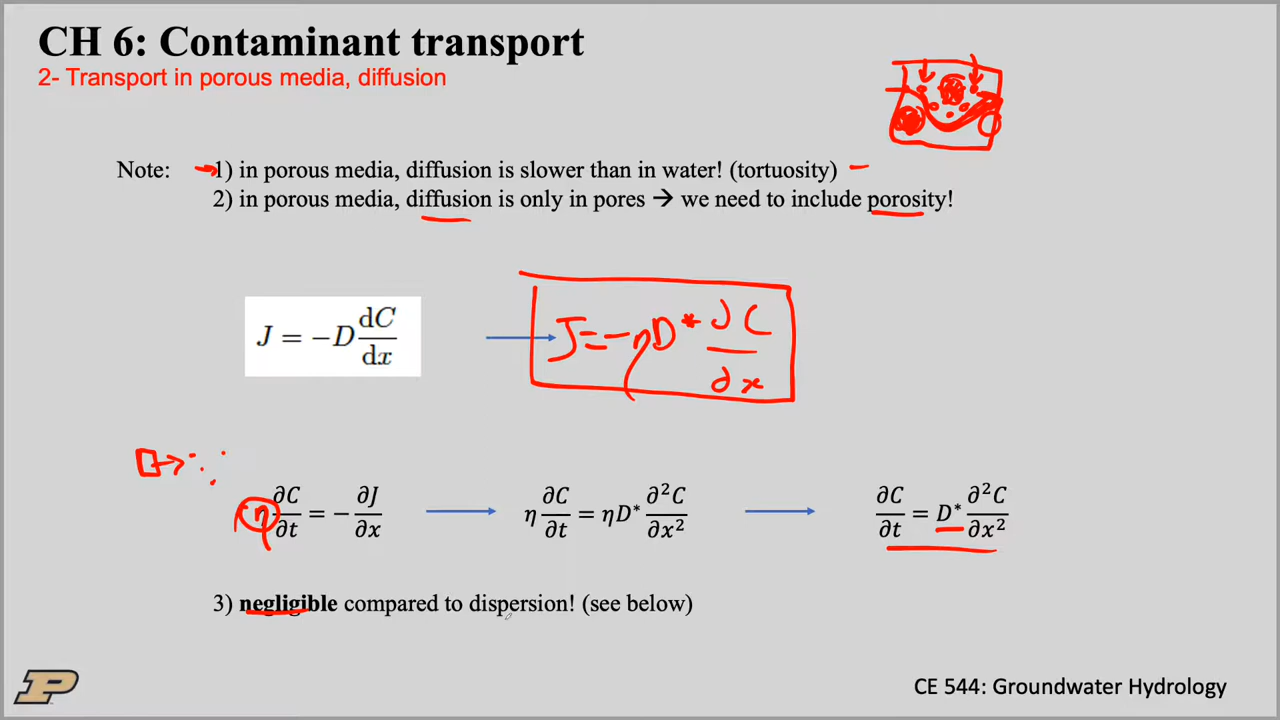 CH 6: Contaminant transport
2- Transport in porous media, diffusion
Note: 1) in porous media, diffusion is slower than in water! (tortuosity)
2) in porous media, diffusion is only in pores → we need to include porosity!
J = −D dC/dx
J = −ηD* ∂C/∂x
η ∂C/∂t = − ∂J/∂x
η ∂C/∂t = ηD* ∂²C/∂x²
∂C/∂t = D* ∂²C/∂x²
3) negligible compared to dispersion! (see below)
P
CE 544: Groundwater Hydrology